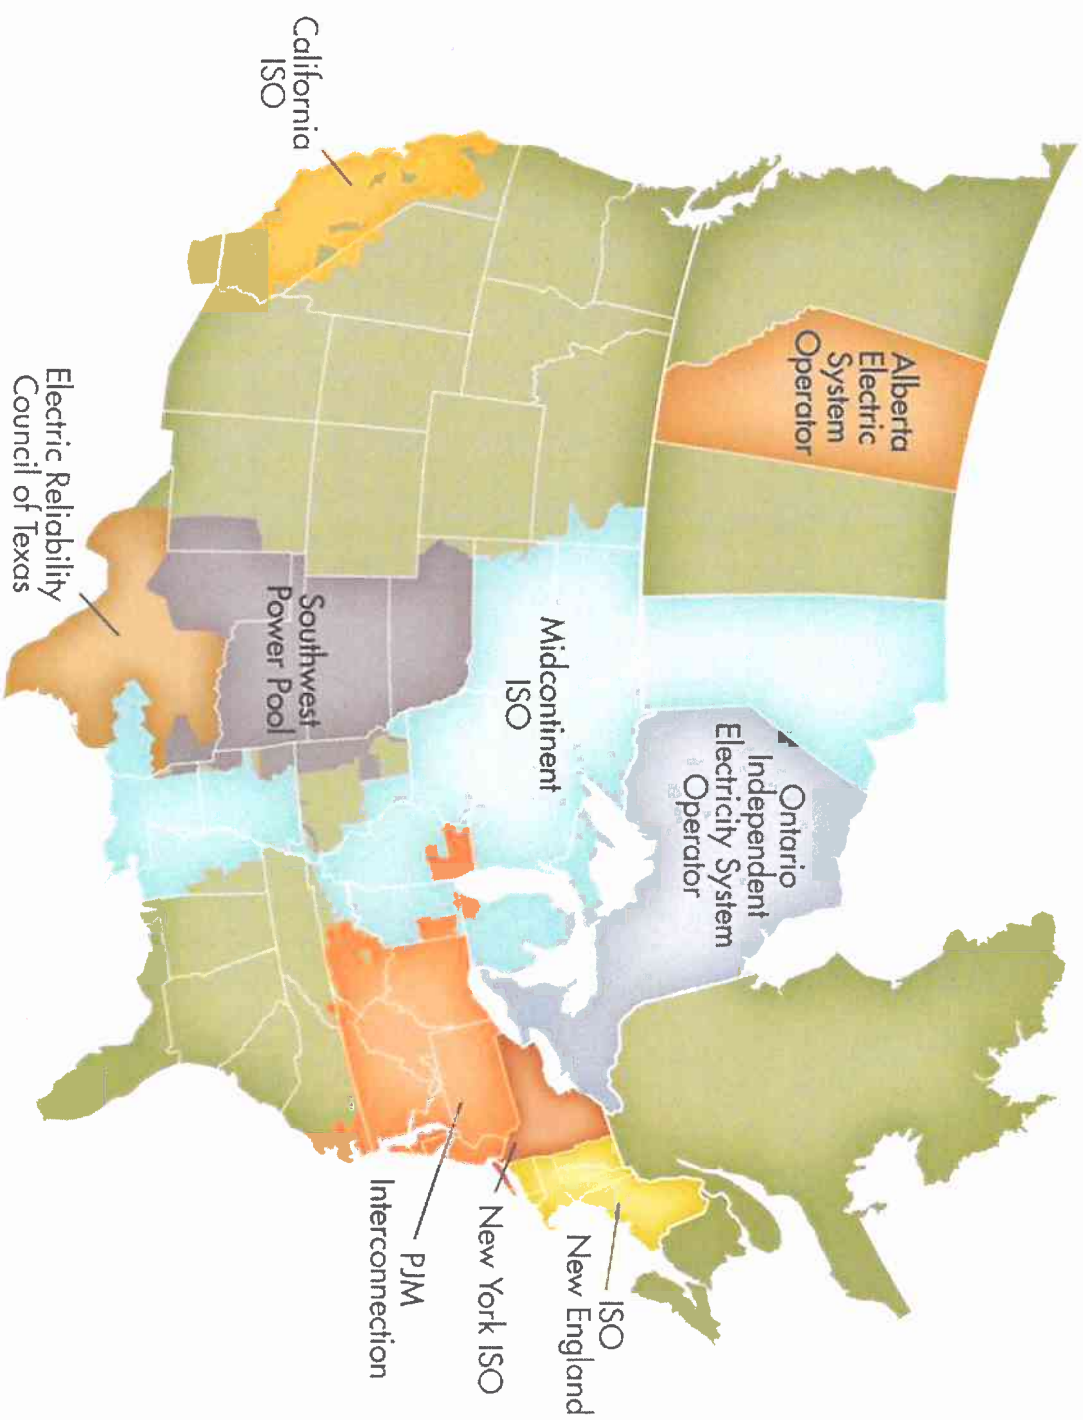 Alberta
Electric
System
Operator
Ontario
Independent
Electricity System
Operator
Midcontinent
ISO
ISO
New England
New York ISO
PJM
Interconnection
Southwest
Power Pool
California
ISO
Electric Reliability
Council of Texas